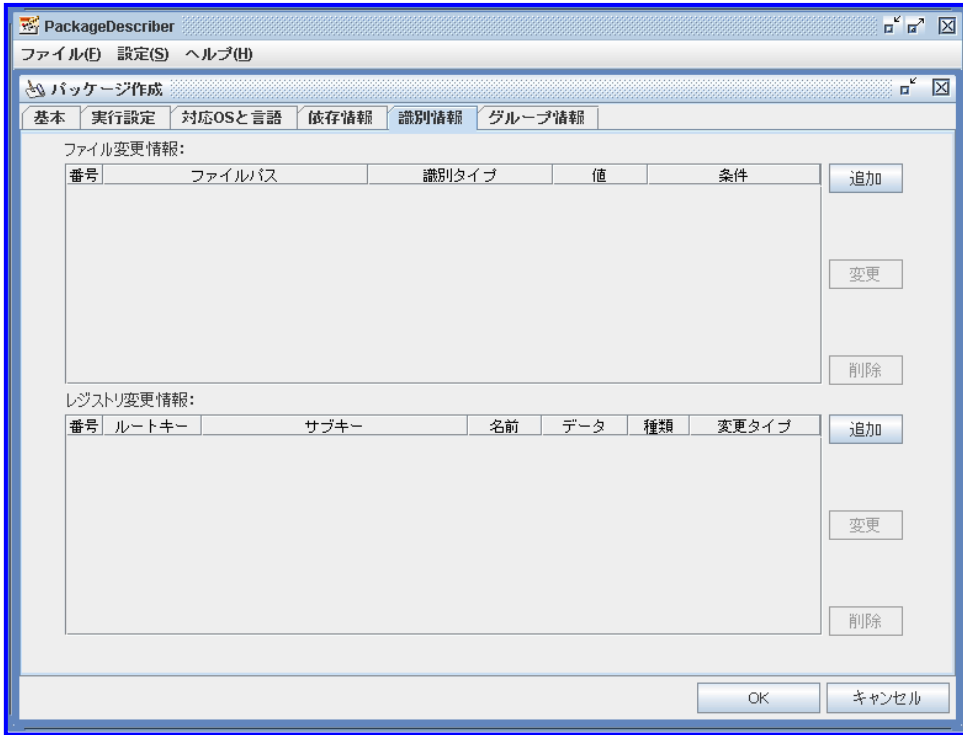 PackageDescriber
ファイル(F) 設定(S) ヘルプ(H)
パッケージ作成
基本 実行設定 対応OSと言語 依存情報 識別情報 グループ情報
ファイル変更情報:
番号 ファイルパス 識別タイプ 値 条件
追加
変更
削除
レジストリ変更情報:
番号 ルートキー サブキー 名前 データ 種類 変更タイプ
追加
変更
削除
OK キャンセル